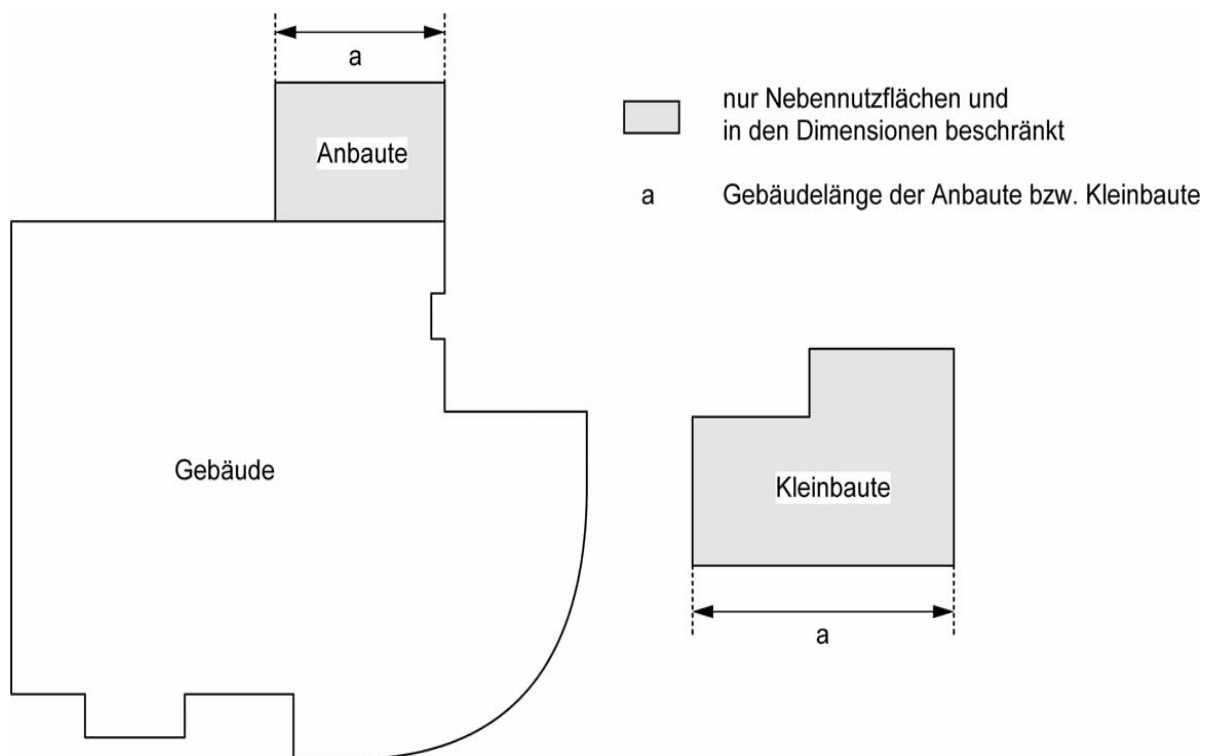 a
Anbaute
nur Nebennutzflächen und
in den Dimensionen beschränkt
a Gebäudelänge der Anbaute bzw. Kleinbaute
Gebäude
Kleinbaute
a